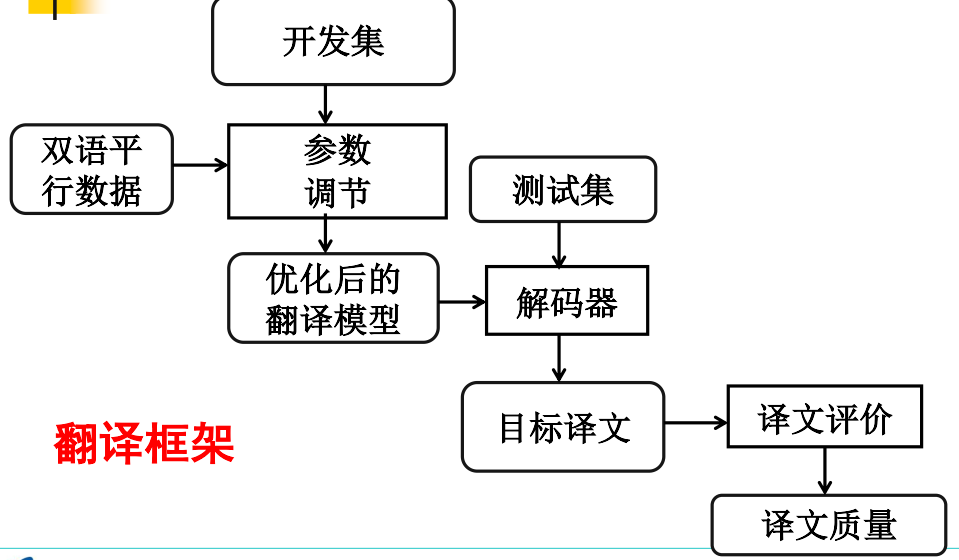 开发集
双语平
行数据
参数
调节
测试集
优化后的
翻译模型
解码器
目标译文
译文评价
译文质量
翻译框架